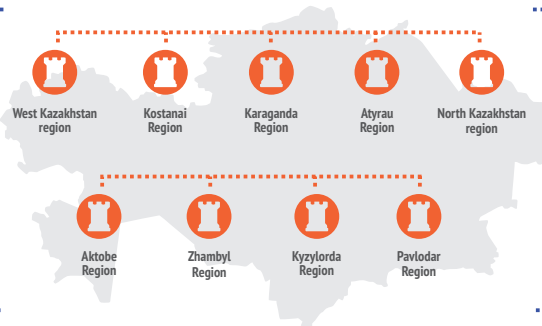 West Kazakhstan
region
Kostanai
Region
Karaganda
Region
Atyrau
Region
North Kazakhstan
region
Aktobe
Region
Zhambyl
Region
Kyzylorda
Region
Pavlodar
Region